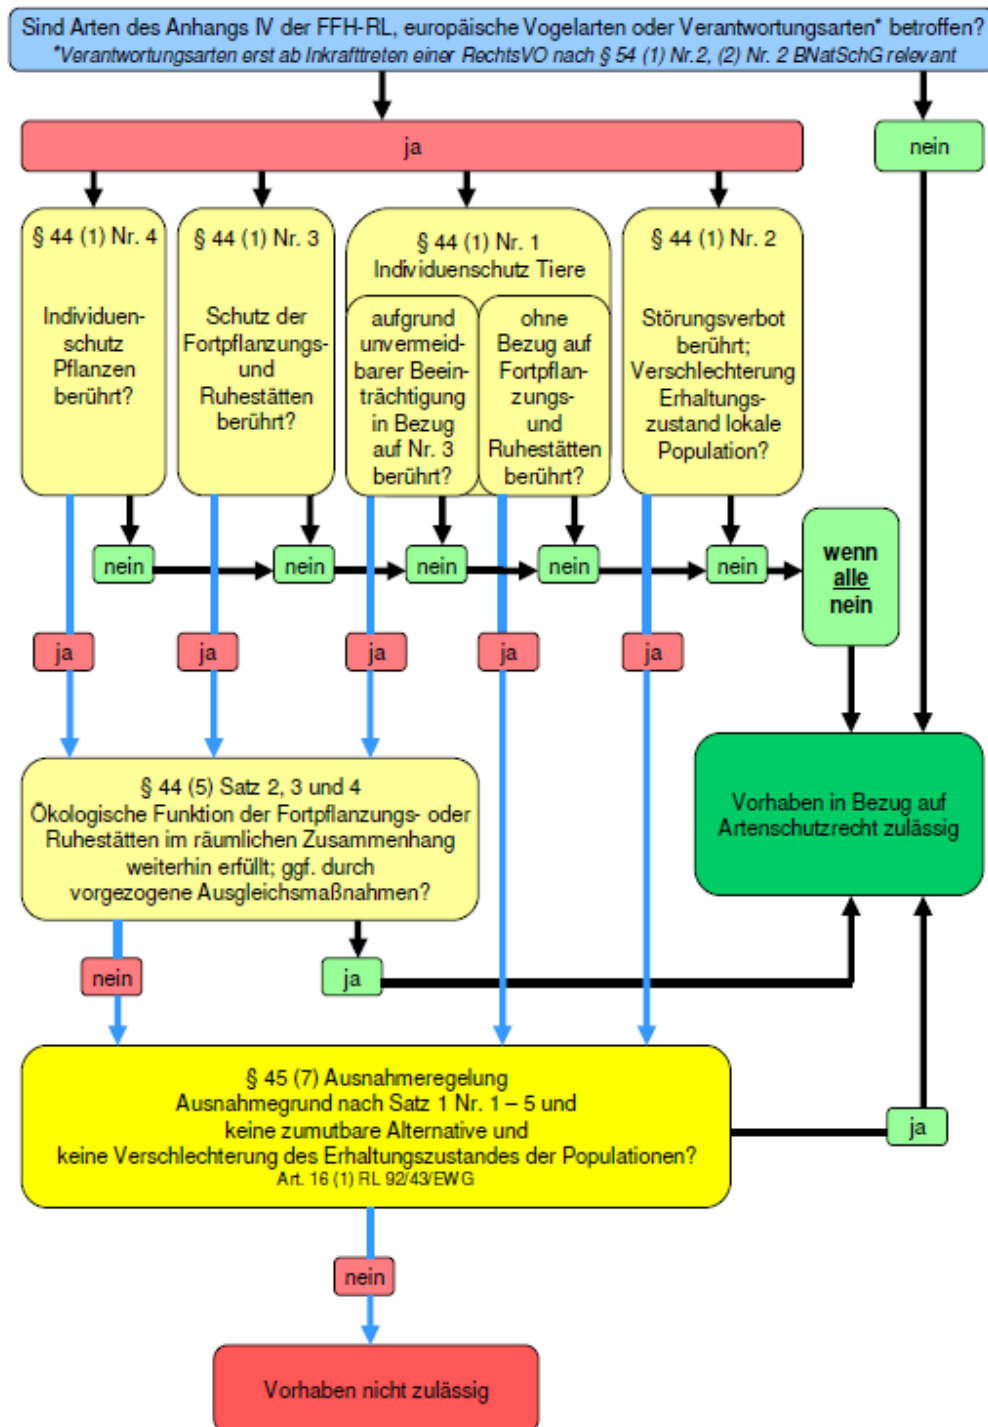 Sind Arten des Anhangs IV der FFH-RL, europäische Vogelarten oder Verantwortungsarten* betroffen?
*Verantwortungsarten erst ab Inkrafttreten einer RechtsVO nach § 54 (1) Nr.2, (2) Nr. 2 BNatSchG relevant
ja
nein
§ 44 (1) Nr. 4
Individuen-
schutz
Pflanzen
berührt?
§ 44 (1) Nr. 3
Schutz der
Fortpflanzungs-
und
Ruhestätten
berührt?
§ 44 (1) Nr. 1
Individuenschutz Tiere
aufgrund
unvermeid-
barer Beein-
trächtigung
in Bezug
auf Nr. 3
berührt?
ohne
Bezug auf
Fortpflan-
zungs-
und
Ruhestätten
berührt?
§ 44 (1) Nr. 2
Störungsverbot
berührt;
Verschlechterung
Erhaltungs-
zustand lokale
Population?
nein
nein
nein
nein
nein
wenn
alle
nein
ja
ja
ja
ja
ja
§ 44 (5) Satz 2, 3 und 4
Ökologische Funktion der Fortpflanzungs- oder
Ruhestätten im räumlichen Zusammenhang
weiterhin erfüllt; ggf. durch
vorgezogene Ausgleichsmaßnahmen?
Vorhaben in Bezug auf
Artenschutzrecht zulässig
nein
ja
§ 45 (7) Ausnahmeregelung
Ausnahmegrund nach Satz 1 Nr. 1 – 5 und
keine zumutbare Alternative und
keine Verschlechterung des Erhaltungszustandes der Populationen?
Art. 16 (1) RL 92/43/EWG
ja
nein
Vorhaben nicht zulässig